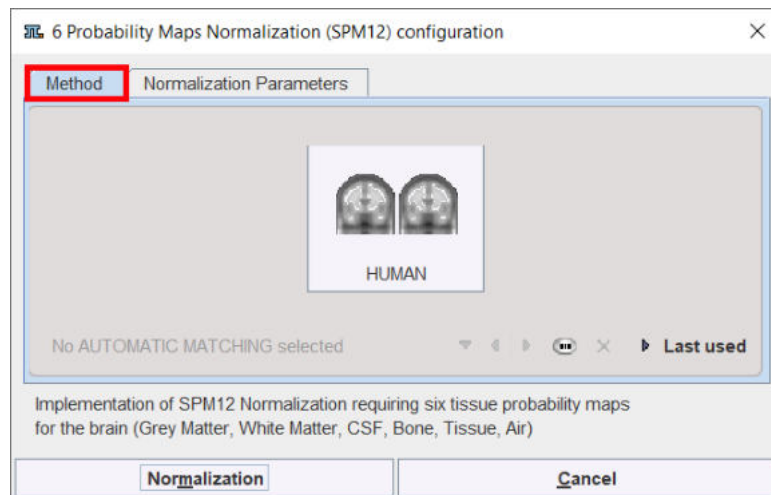 6 Probability Maps Normalization (SPM12) configuration
Method
Normalization Parameters
HUMAN
No AUTOMATIC MATCHING selected
Last used
Implementation of SPM12 Normalization requiring six tissue probability maps
for the brain (Grey Matter, White Matter, CSF, Bone, Tissue, Air)
Normalization
Cancel